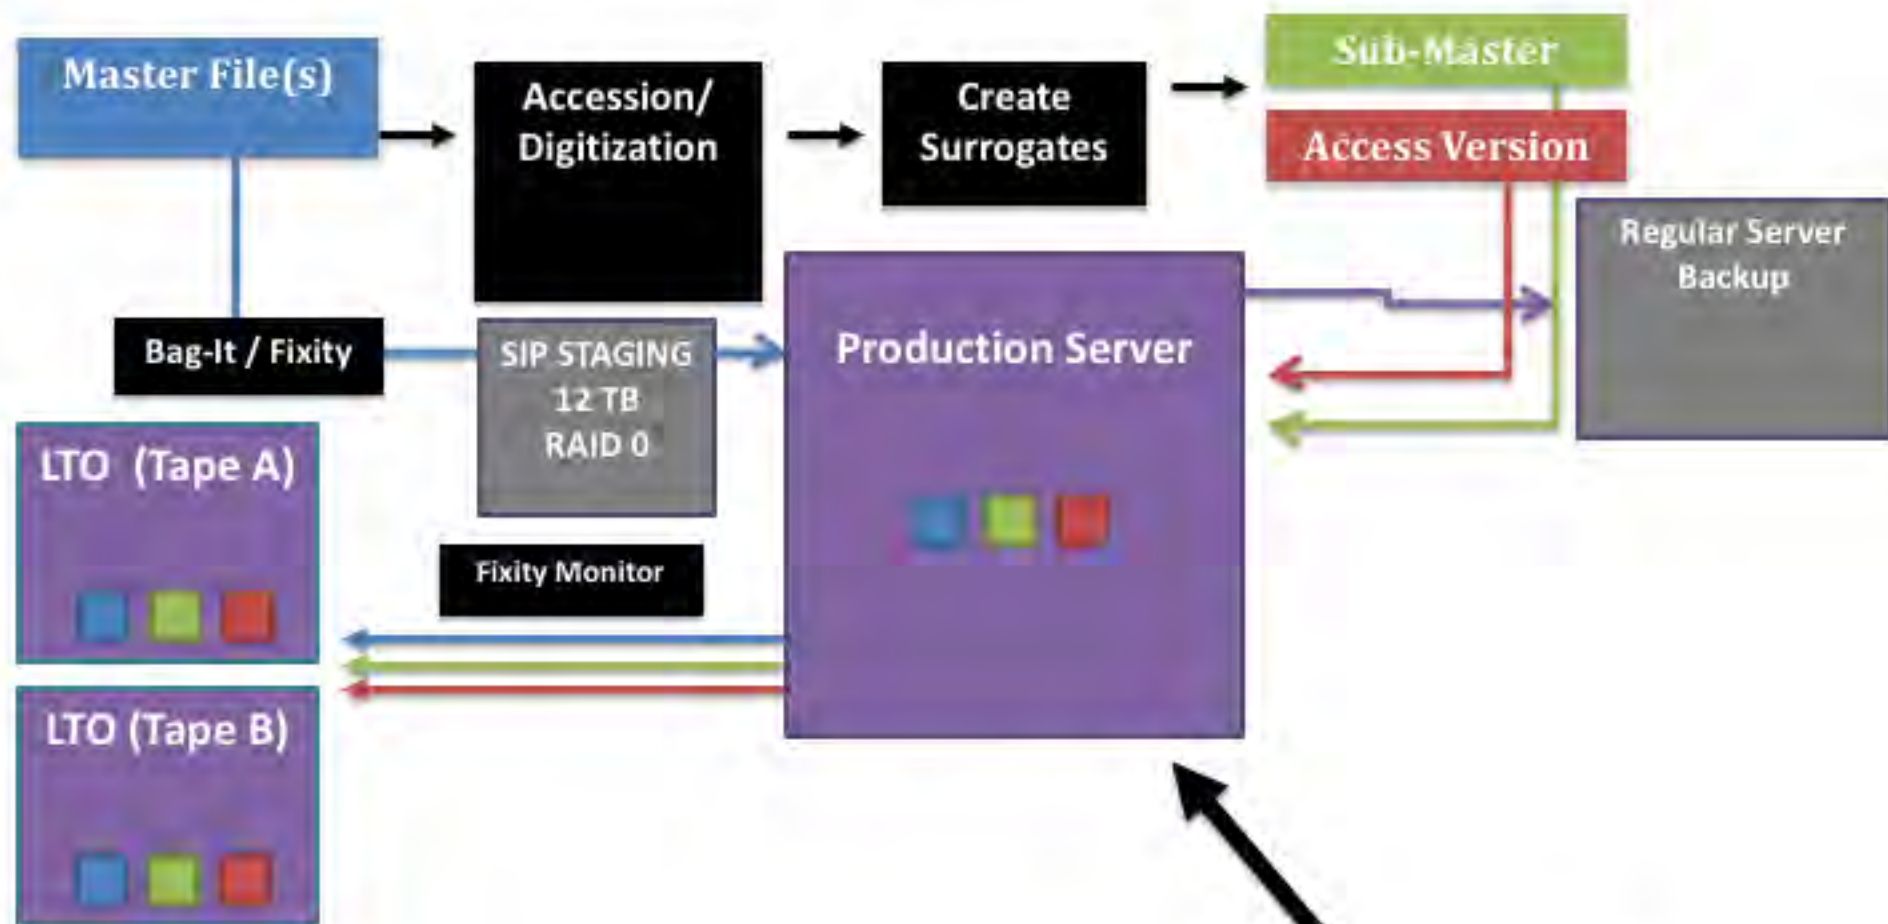 Master File(s)
Accession/
Digitization
Create
Surrogates
Sub-Master
Access Version
Regular Server
Backup
Bag-It / Fixity
SIP STAGING
12 TB
RAID 0
Production Server
LTO  (Tape A)
Fixity Monitor
LTO (Tape B)